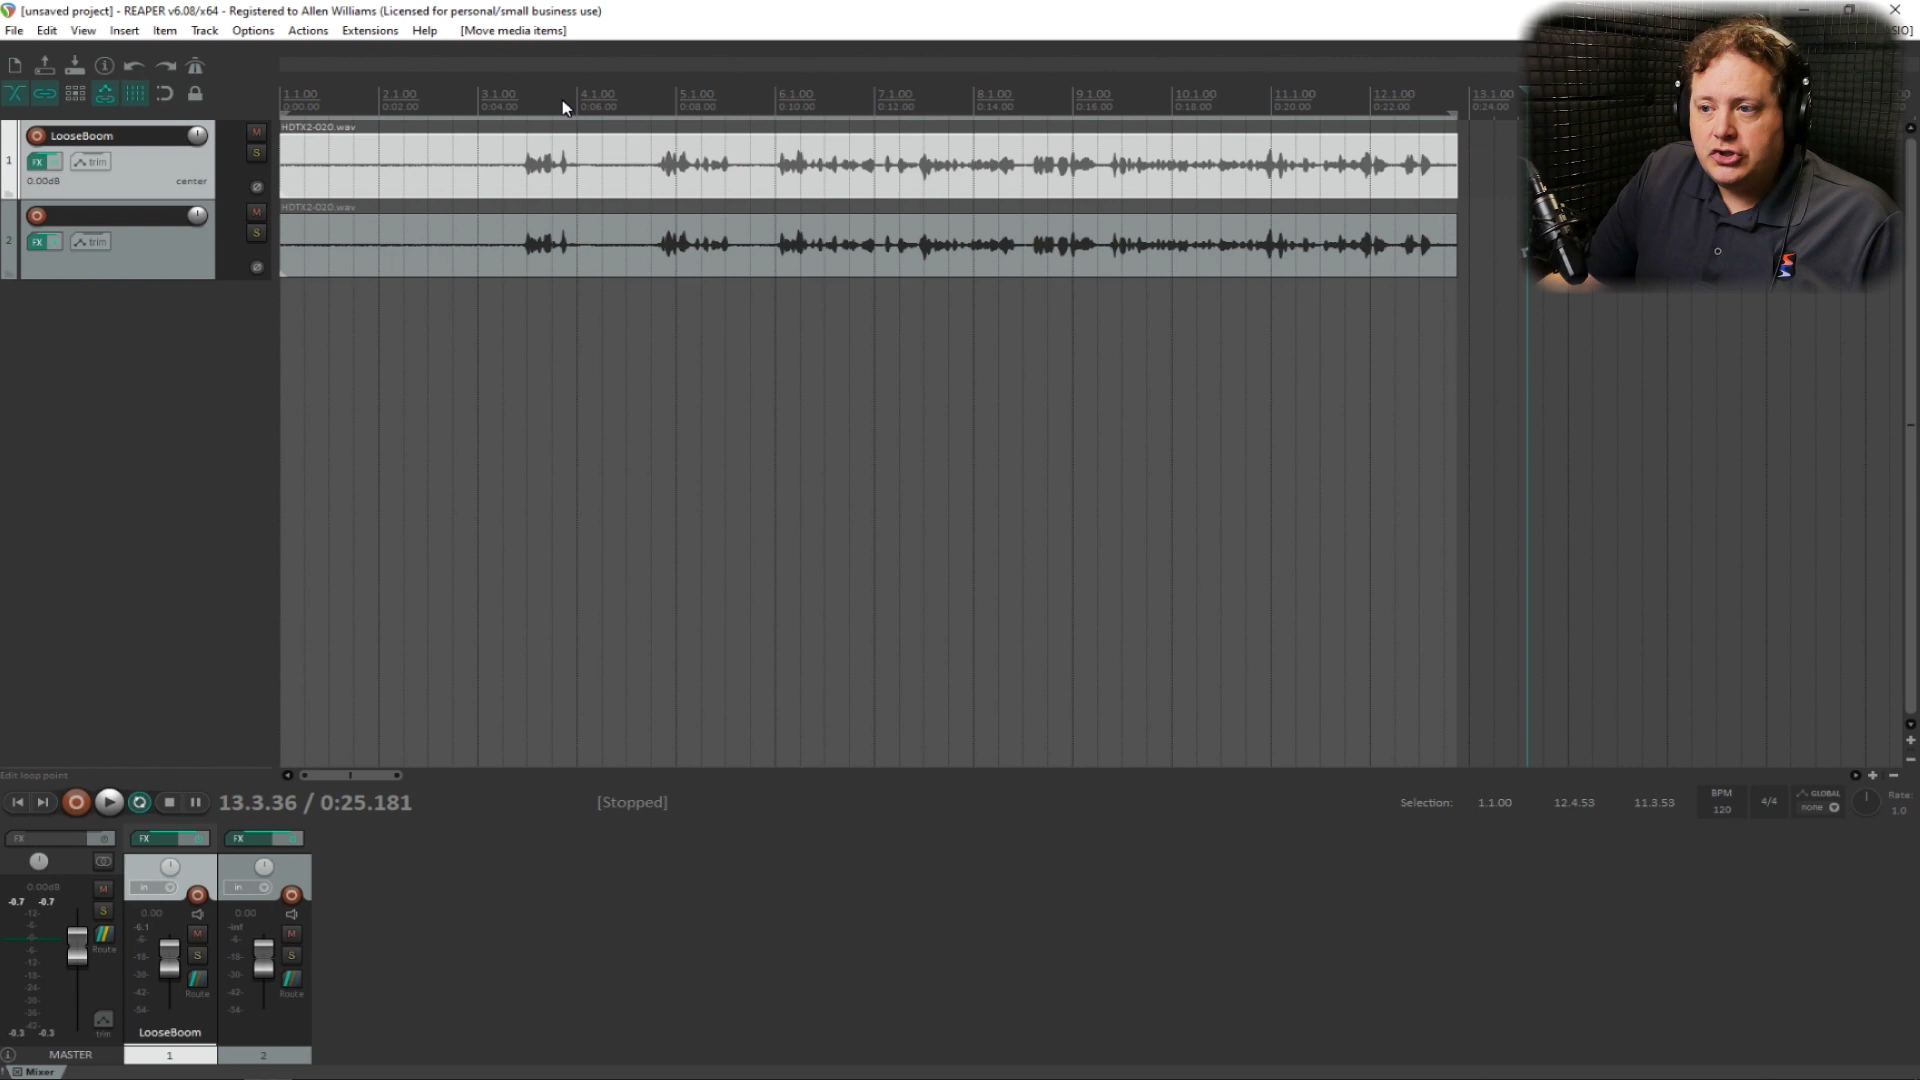 [unsaved project] - REAPER v6.08/x64 - Registered to Allen Williams (Licensed for personal/small business use)
File Edit View Insert Item Track Options Actions Extensions Help [Move media items]
SIO]
1.1.00 2.1.00 3.1.00 4.1.00 5.1.00 6.1.00 7.1.00 8.1.00 9.1.00 10.1.00 11.1.00 12.1.00 13.1.00
0:00.00 0:02.00 0:04.00 0:06.00 0:08.00 0:10.00 0:12.00 0:14.00 0:16.00 0:18.00 0:20.00 0:22.00 0:24.00
HDTX2-020.wav
1 LooseBoom M
S
FX trim
0.00dB center
HDTX2-020.wav
M
2 S
FX trim
Edit loop point
13.3.36 / 0:25.181 [Stopped] Selection: 1.1.00 12.4.53 11.3.53
BPM
120
4/4
GLOBAL
none
Rate:
1.0
FX FX FX
in in
0.00dB M
-0.7 -0.7
S
0.00 0.00
-6.1 -inf
M M
S S
Route Route Route
-12-
-6-
-0-
-6-
-12-
-18-
-24-
-30-
-36-
-42-
-6- -6-
-18- -18-
-30- -30-
-42- -42-
-54- -54-
-0.3 -0.3 trim
LooseBoom
MASTER 1 2
Mixer